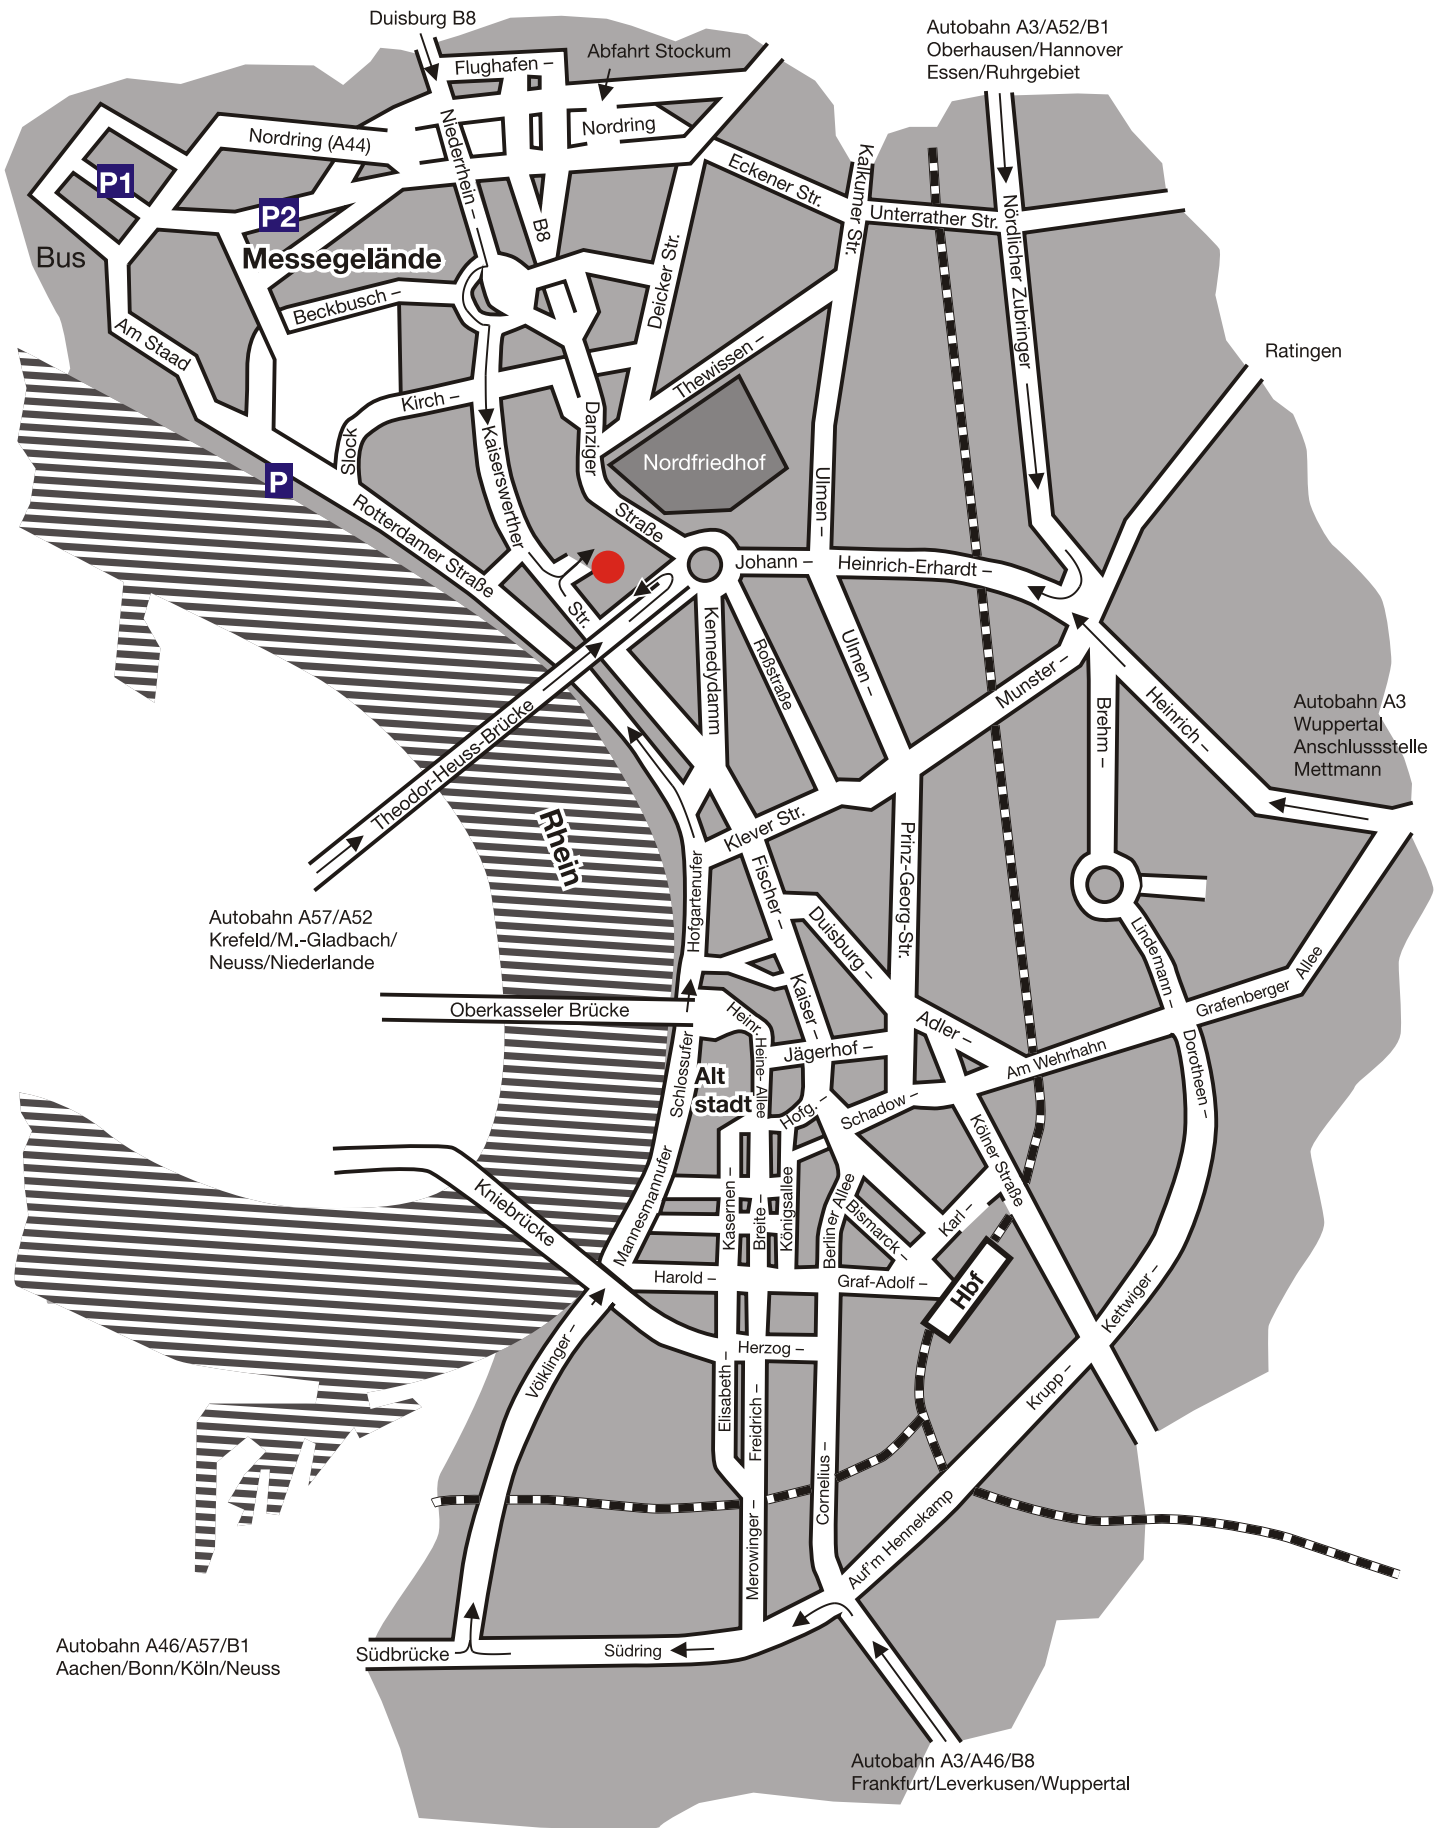 Duisburg B8
Autobahn A3/A52/B1
Oberhausen/Hannover
Essen/Ruhrgebiet
Abfahrt Stockum
Flughafen –
Nordring (A44)
Nordring
Niederrhein –
Eckener Str.
Kalkumer Str.
Unterrather Str.
Nördlicher Zubringer
P1
P2
B8
Bus
Messegelände
Deicker Str.
Beckbusch –
Am Staad
Thewissen –
Ratingen
Kirch –
Slock
Danziger
Straße
Kaiserswerther
Str.
Nordfriedhof
P
Rotterdamer Straße
Ulmen –
Johann –
Heinrich-Erhardt –
Kennedydamm
Roßstraße
Ulmen –
Munster –
Brehm –
Heinrich –
Autobahn A3
Wuppertal
Anschlussstelle
Mettmann
Theodor-Heuss-Brücke
Rhein
Klever Str.
Prinz-Georg-Str.
Fischer –
Hofgartenufer
Autobahn A57/A52
Krefeld/M.-Gladbach/
Neuss/Niederlande
Duisburg –
Lindemann –
Grafenberger
Allee
Kaiser –
Oberkasseler Brücke
Heinr.
Heine- Allee
Jägerhof –
Adler –
Am Wehrhahn
Dorotheen –
Schlossufer
Alt
stadt
Hofg. –
Schadow –
Kölner Straße
Mannesmannufer
Kniebrücke
Kasernen –
Breite –
Königsallee
Berliner Allee
Bismarck –
Karl –
Harold –
Graf-Adolf –
Hbf
Kettwiger –
Völklinger –
Herzog –
Elisabeth –
Freidrich –
Krupp –
Cornelius –
Merowinger –
Auf'm Hennekamp
Autobahn A46/A57/B1
Aachen/Bonn/Köln/Neuss
Südbrücke
Südring
Autobahn A3/A46/B8
Frankfurt/Leverkusen/Wuppertal